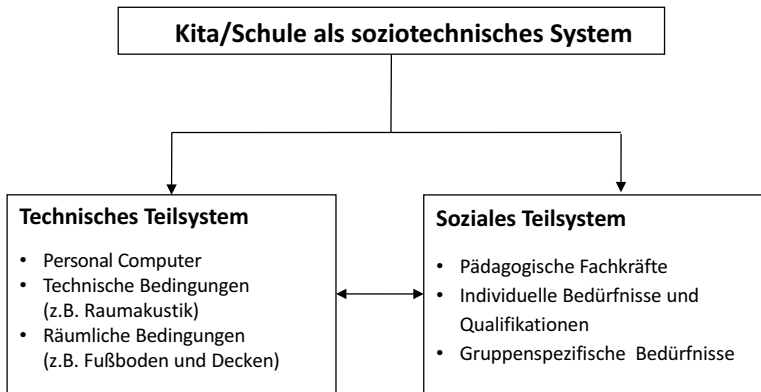 Kita/Schule als soziotechnisches System
Technisches Teilsystem
• Personal Computer
• Technische Bedingungen
(z.B. Raumakustik)
• Räumliche Bedingungen
(z.B. Fußboden und Decken)
Soziales Teilsystem
• Pädagogische Fachkräfte
• Individuelle Bedürfnisse und
Qualifikationen
• Gruppenspezifische Bedürfnisse